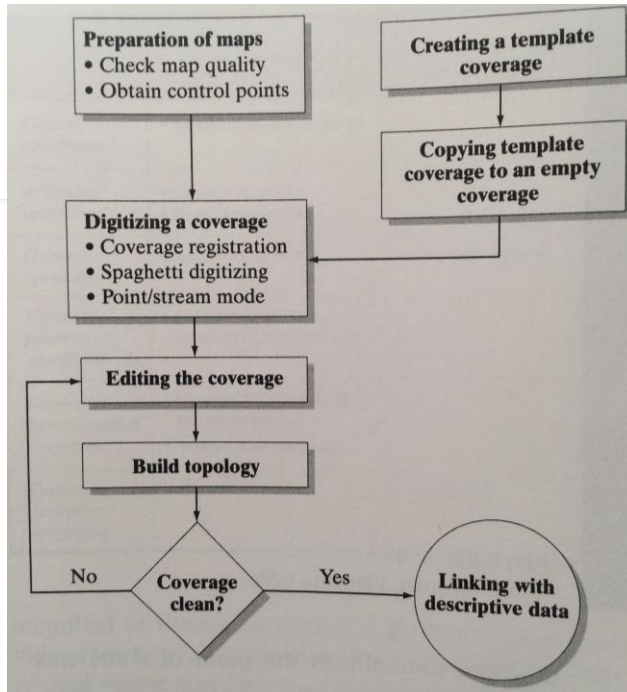 Preparation of maps
• Check map quality
• Obtain control points
Creating a template
coverage
Copying template
coverage to an empty
coverage
Digitizing a coverage
• Coverage registration
• Spaghetti digitizing
• Point/stream mode
Editing the coverage
Build topology
Coverage
clean?
No
Yes
Linking with
descriptive data